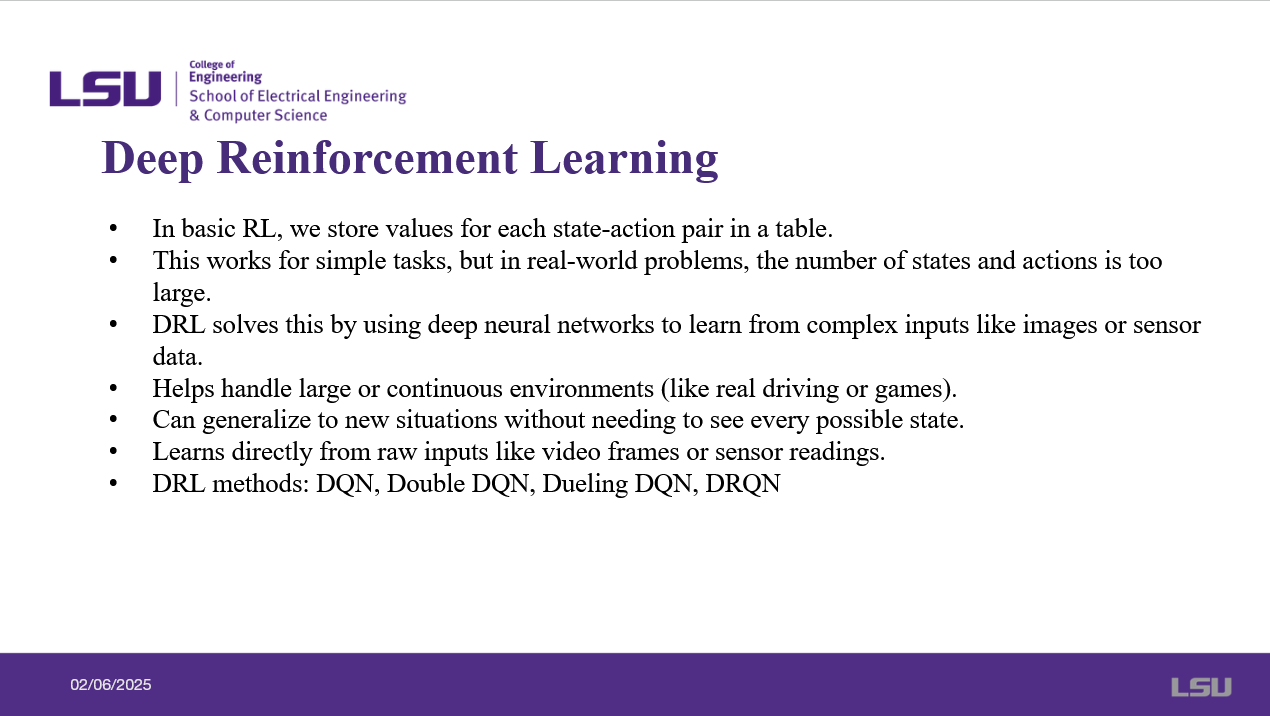 LSU
College of
Engineering
School of Electrical Engineering
& Computer Science
Deep Reinforcement Learning
• In basic RL, we store values for each state-action pair in a table.
• This works for simple tasks, but in real-world problems, the number of states and actions is too
large.
• DRL solves this by using deep neural networks to learn from complex inputs like images or sensor
data.
• Helps handle large or continuous environments (like real driving or games).
• Can generalize to new situations without needing to see every possible state.
• Learns directly from raw inputs like video frames or sensor readings.
• DRL methods: DQN, Double DQN, Dueling DQN, DRQN
02/06/2025
LSU